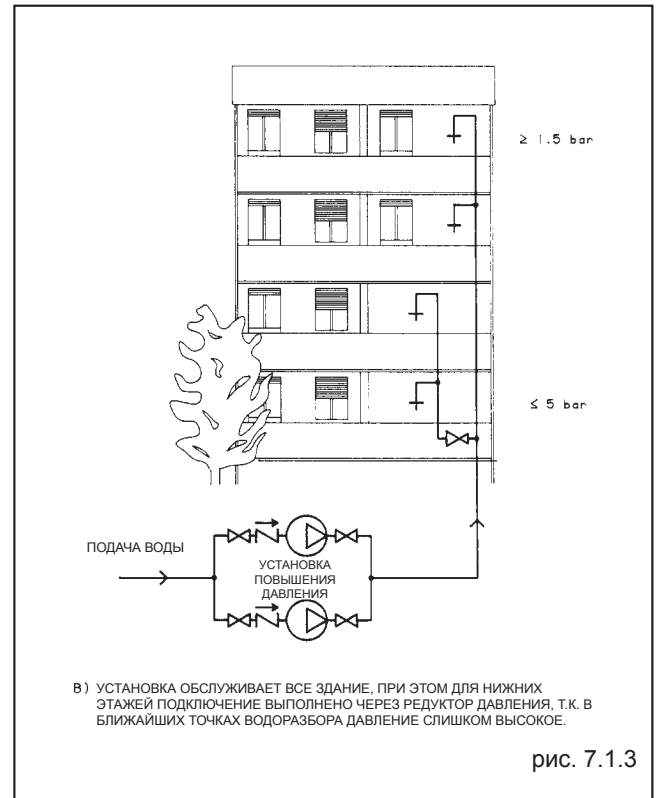 ≥ 1.5 bar
≤ 5 bar
ПОДАЧА ВОДЫ
УСТАНОВКА
ПОВЫШЕНИЯ
ДАВЛЕНИЯ
B) УСТАНОВКА ОБСЛУЖИВАЕТ ВСЕ ЗДАНИЕ, ПРИ ЭТОМ ДЛЯ НИЖНИХ
ЭТАЖЕЙ ПОДКЛЮЧЕНИЕ ВЫПОЛНЕНО ЧЕРЕЗ РЕДУКТОР ДАВЛЕНИЯ, Т.К. В
БЛИЖАЙШИХ ТОЧКАХ ВОДОРАЗБОРА ДАВЛЕНИЕ СЛИШКОМ ВЫСОКОЕ.
рис. 7.1.3